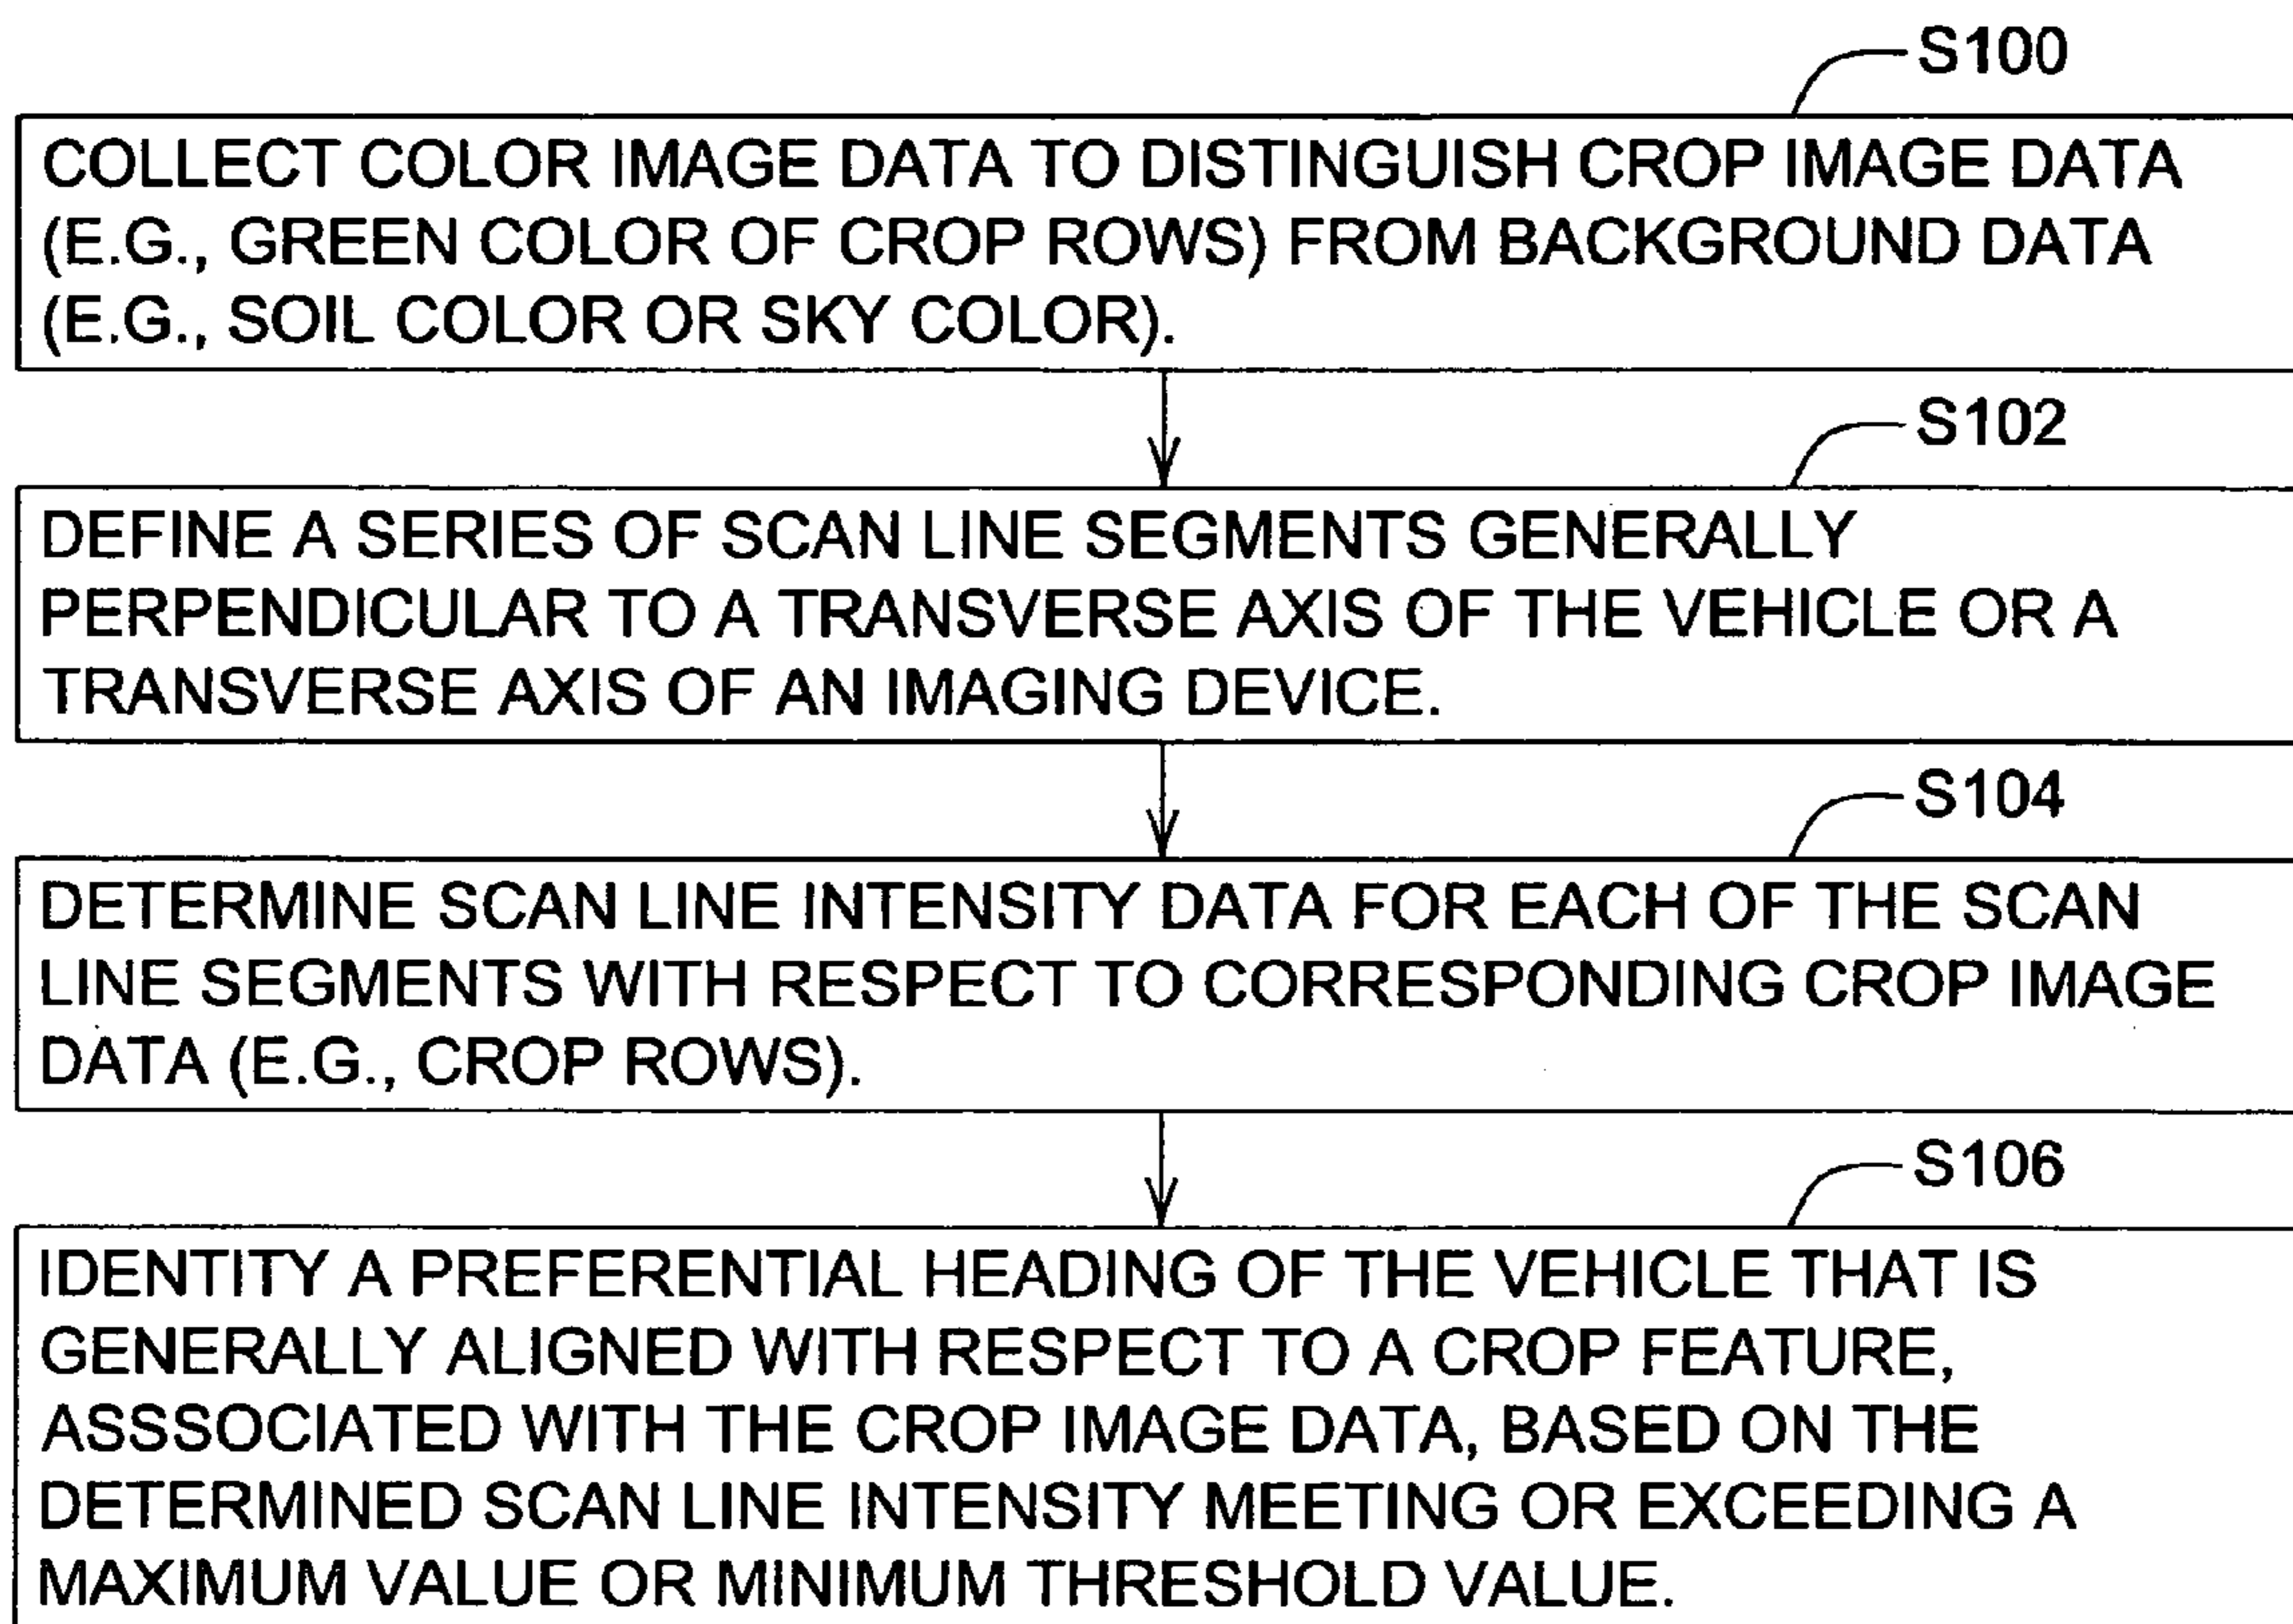 S100
COLLECT COLOR IMAGE DATA TO DISTINGUISH CROP IMAGE DATA
(E.G., GREEN COLOR OF CROP ROWS) FROM BACKGROUND DATA
(E.G., SOIL COLOR OR SKY COLOR).
S102
DEFINE A SERIES OF SCAN LINE SEGMENTS GENERALLY
PERPENDICULAR TO A TRANSVERSE AXIS OF THE VEHICLE OR A
TRANSVERSE AXIS OF AN IMAGING DEVICE.
S104
DETERMINE SCAN LINE INTENSITY DATA FOR EACH OF THE SCAN
LINE SEGMENTS WITH RESPECT TO CORRESPONDING CROP IMAGE
DATA (E.G., CROP ROWS).
S106
IDENTITY A PREFERENTIAL HEADING OF THE VEHICLE THAT IS
GENERALLY ALIGNED WITH RESPECT TO A CROP FEATURE,
ASSSOCIATED WITH THE CROP IMAGE DATA, BASED ON THE
DETERMINED SCAN LINE INTENSITY MEETING OR EXCEEDING A
MAXIMUM VALUE OR MINIMUM THRESHOLD VALUE.